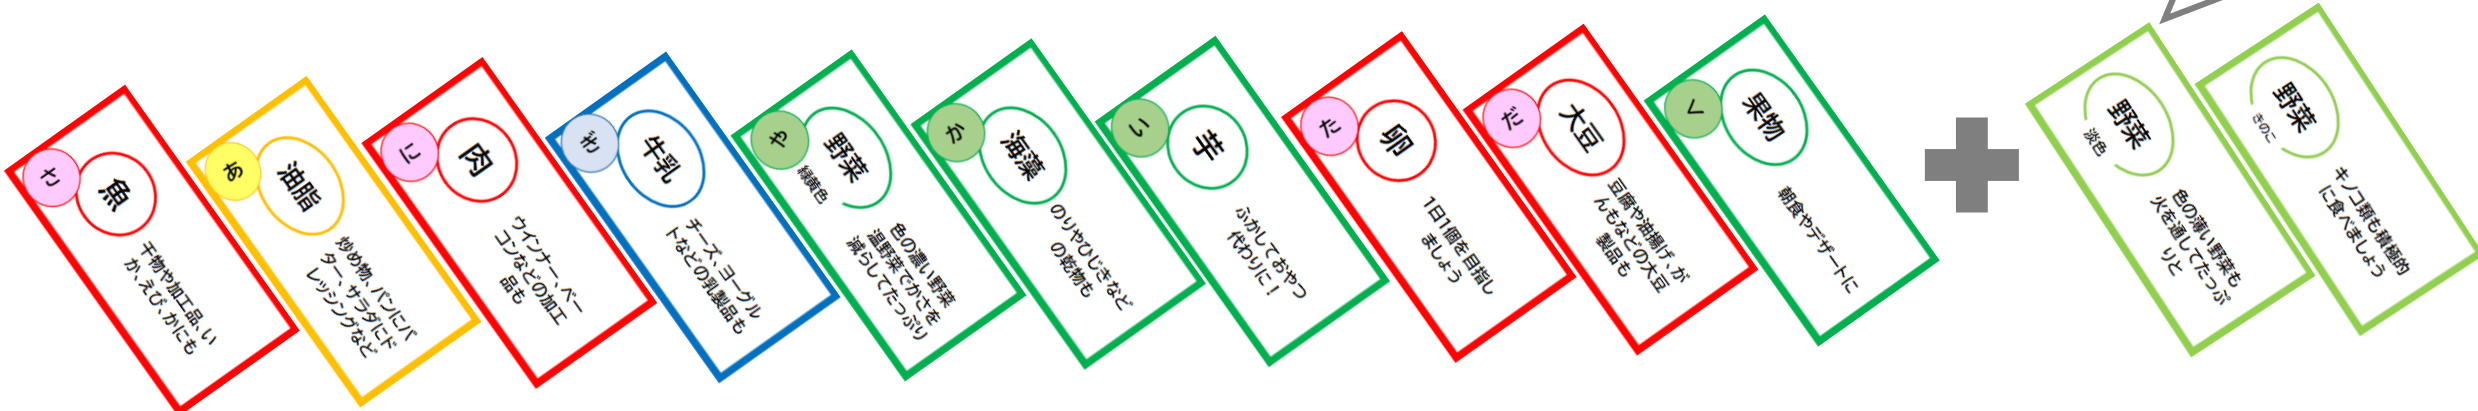 さ
魚
干物や加工品、い
か、えび、かにも
あ
油脂
炒め物、パンにバ
ター、サラダにド
レッシングなど
に
肉
ウインナー、ベー
コンなどの加工
品も
ぎ
牛乳
チーズ、ヨーグル
トなどの乳製品も
や
野菜
緑黄色
色の濃い野菜
温野菜でかさを
減らしてたっぷり
か
海藻
のりやひじきなど
の乾物も
い
芋
ふかしておやつ
代わりに！
た
卵
1日1個を目指し
ましょう
だ
大豆
豆腐や油揚げ、が
んもなどの大豆
製品も
く
果物
朝食やデザートに
野菜
淡色
色の薄い野菜も
火を通してたっぷ
りと
野菜
きのこ
キノコ類も積極的
に食べましょう